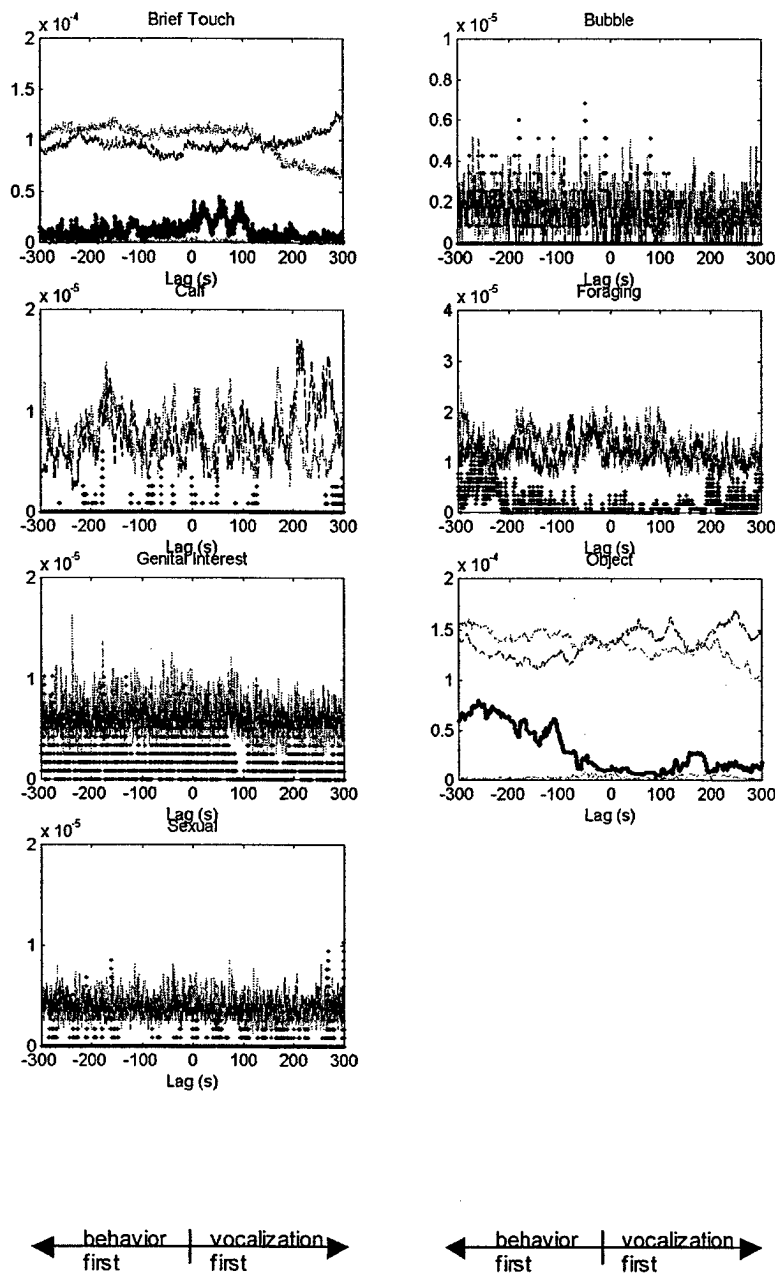 Brief Touch
x 10-4
2
1.5
1
0.5
0
-300 -200 -100 0 100 200 300
Lag (s)
Bubble
x 10-5
1
0.8
0.6
0.4
0.2
0
-300 -200 -100 0 100 200 300
Lag (s)
Calf
x 10-5
2
1
0
-300 -200 -100 0 100 200 300
Lag (s)
Foraging
x 10-5
4
3
2
1
0
-300 -200 -100 0 100 200 300
Lag (s)
Genital Interest
x 10-5
2
1
0
-300 -200 -100 0 100 200 300
Lag (s)
Object
x 10-4
2
1.5
1
0.5
0
-300 -200 -100 0 100 200 300
Lag (s)
Sexual
x 10-5
2
1
0
-300 -200 -100 0 100 200 300
Lag (s)
behavior vocalization
first first
behavior vocalization
first first